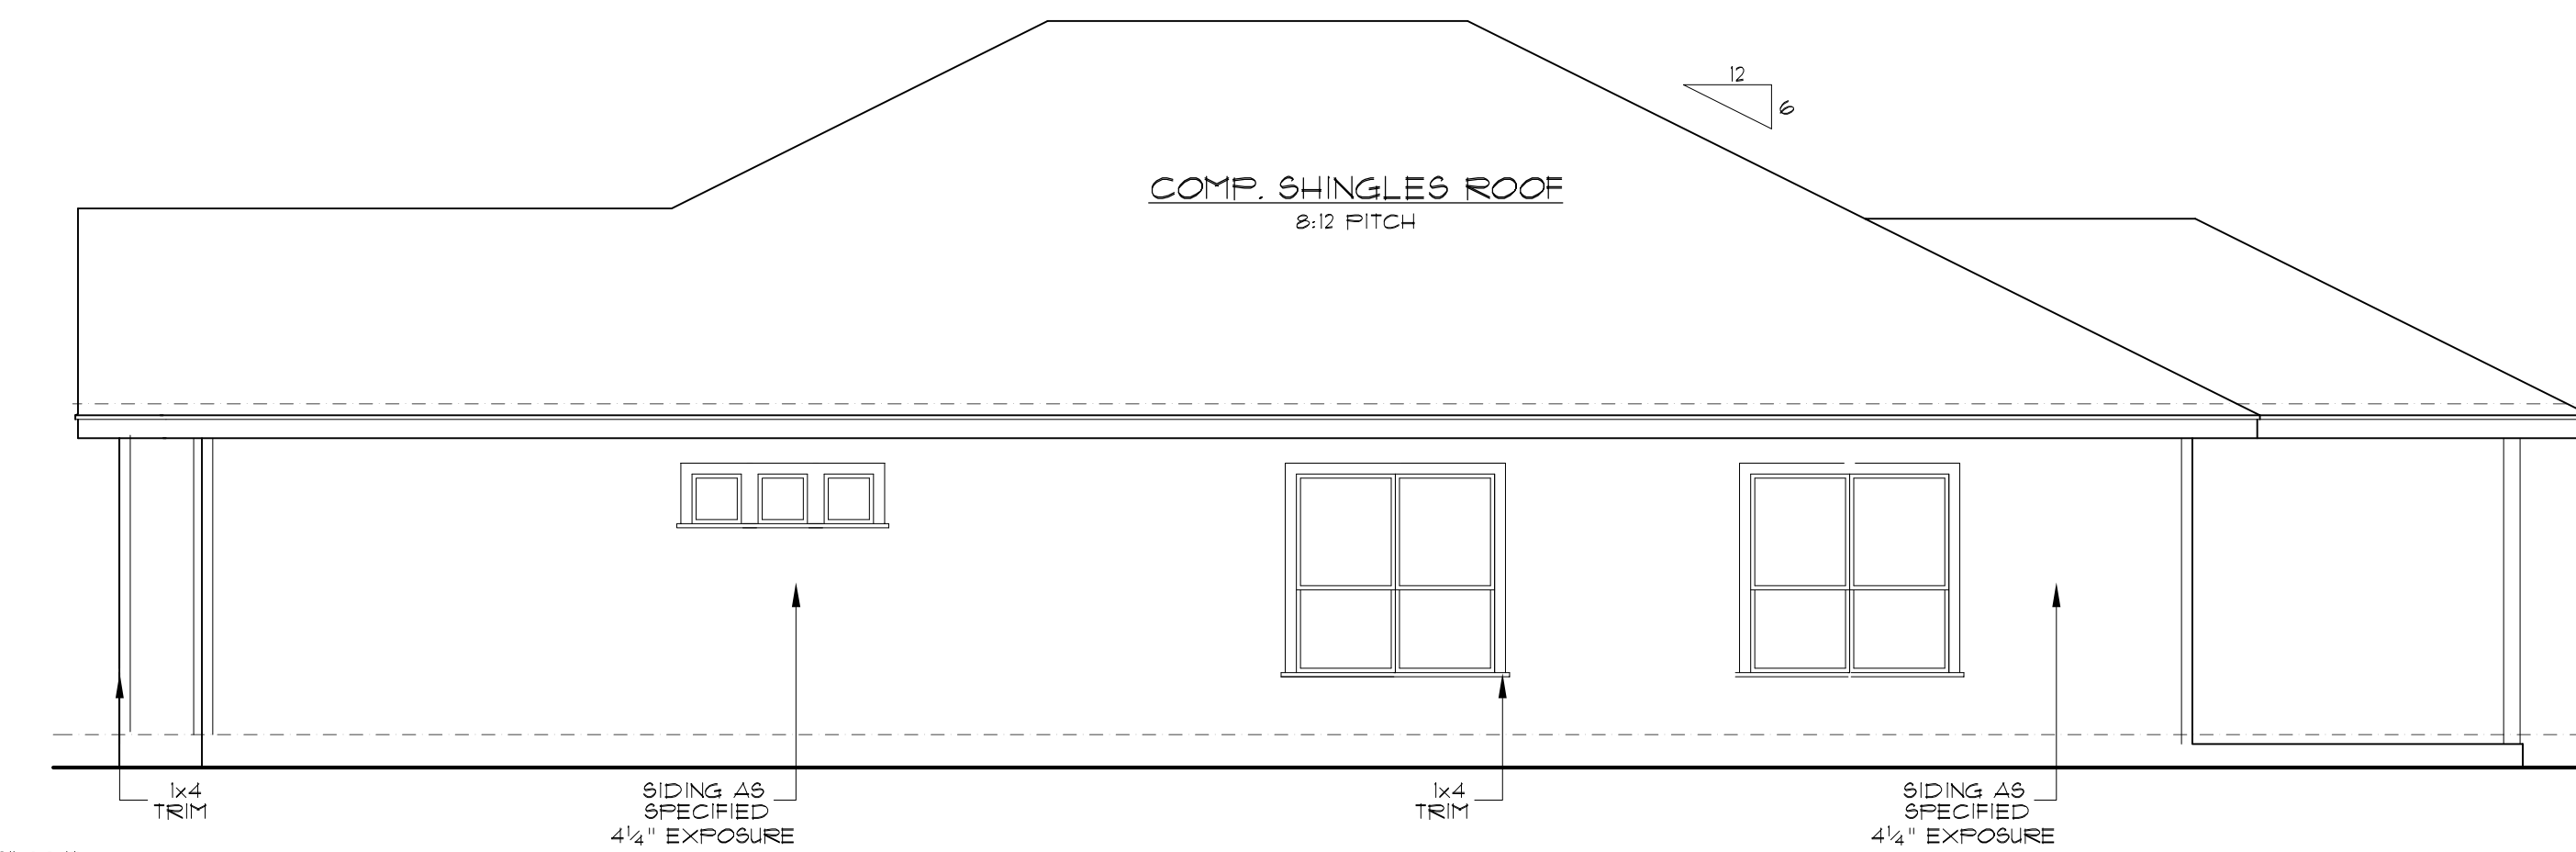 12
6
COMP. SHINGLES ROOF
8:12 PITCH
1x4
TRIM
SIDING AS
SPECIFIED
4¼" EXPOSURE
1x4
TRIM
SIDING AS
SPECIFIED
4¼" EXPOSURE